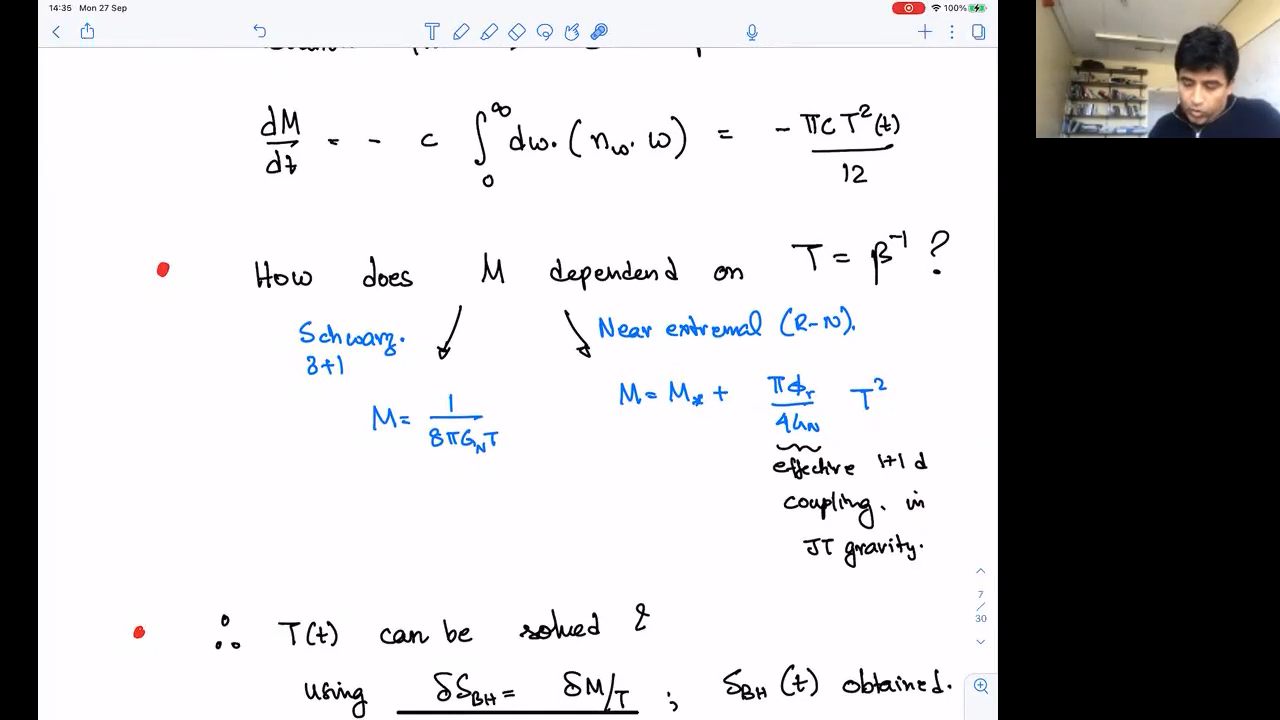 14:35 Mon 27 Sep
100%
dM/dt = - c ∫₀^∞ dω. (n_ω. ω) = - πc T²(t) / 12
How does M dependend on T = β⁻¹ ?
Schwarz.
3+1
Near extremal (R-N).
M = 1 / 8πG_N T
M = M_* + πϕ_r / 4G_N T²
effective 1+1 d
coupling. in
JT gravity.
7
/
30
∴ T(t) can be solved &
using δS_BH = δM/T ; S_BH (t) obtained.